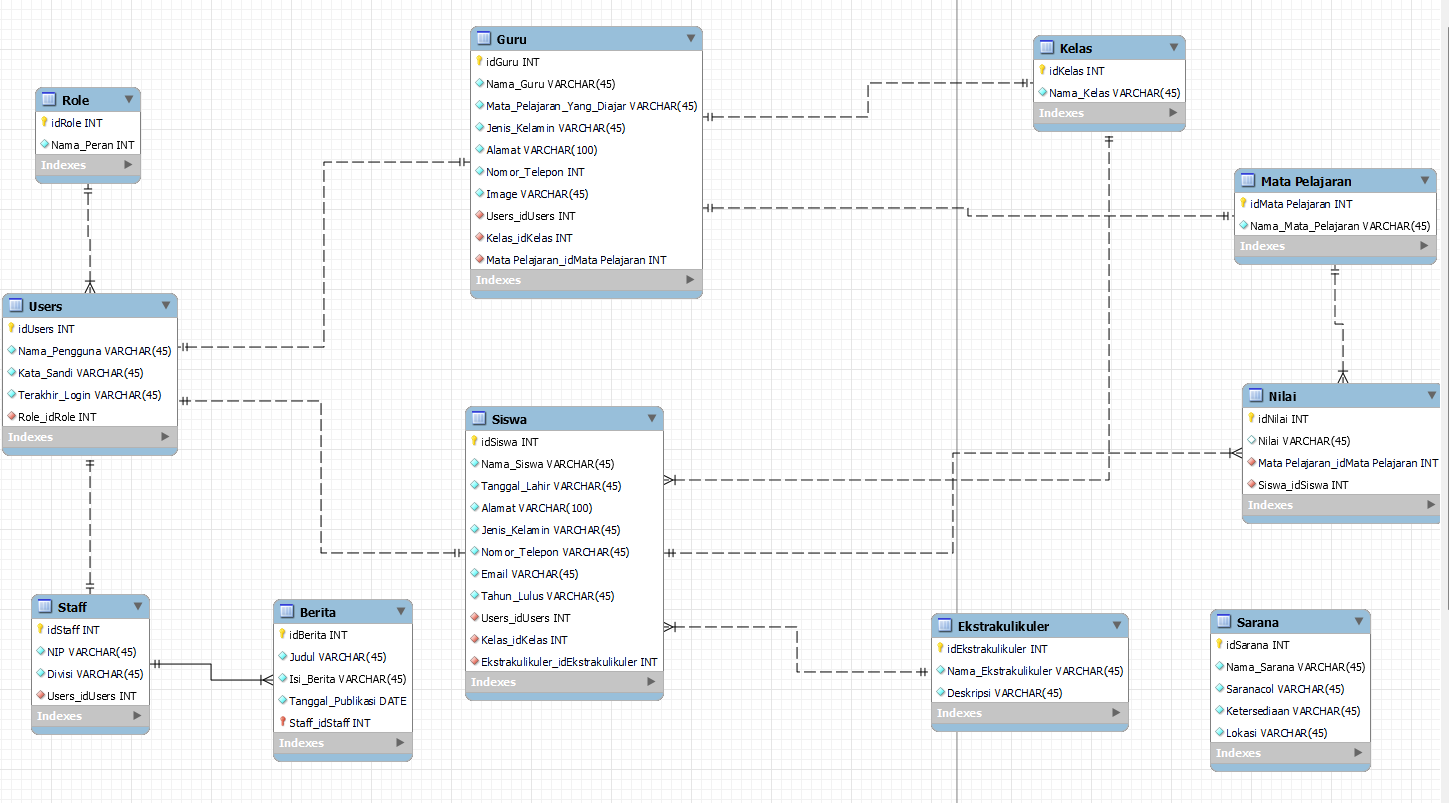 Guru
idGuru INT
Nama_Guru VARCHAR(45)
Mata_Pelajaran_Yang_Diajar VARCHAR(45)
Jenis_Kelamin VARCHAR(45)
Alamat VARCHAR(100)
Nomor_Telepon INT
Image VARCHAR(45)
Users_idUsers INT
Kelas_idKelas INT
Mata Pelajaran_idMata Pelajaran INT
Indexes
Kelas
idKelas INT
Nama_Kelas VARCHAR(45)
Indexes
Role
idRole INT
Nama_Peran INT
Indexes
Mata Pelajaran
idMata Pelajaran INT
Nama_Mata_Pelajaran VARCHAR(45)
Indexes
Users
idUsers INT
Nama_Pengguna VARCHAR(45)
Kata_Sandi VARCHAR(45)
Terakhir_Login VARCHAR(45)
Role_idRole INT
Indexes
Siswa
idSiswa INT
Nama_Siswa VARCHAR(45)
Tanggal_Lahir VARCHAR(45)
Alamat VARCHAR(100)
Jenis_Kelamin VARCHAR(45)
Nomor_Telepon VARCHAR(45)
Email VARCHAR(45)
Tahun_Lulus VARCHAR(45)
Users_idUsers INT
Kelas_idKelas INT
Ekstrakulikuler_idEkstrakulikuler INT
Indexes
Nilai
idNilai INT
Nilai VARCHAR(45)
Mata Pelajaran_idMata Pelajaran INT
Siswa_idSiswa INT
Indexes
Staff
idStaff INT
NIP VARCHAR(45)
Divisi VARCHAR(45)
Users_idUsers INT
Indexes
Berita
idBerita INT
Judul VARCHAR(45)
Isi_Berita VARCHAR(45)
Tanggal_Publikasi DATE
Staff_idStaff INT
Indexes
Ekstrakulikuler
idEkstrakulikuler INT
Nama_Ekstrakulikuler VARCHAR(45)
Deskripsi VARCHAR(45)
Indexes
Sarana
idSarana INT
Nama_Sarana VARCHAR(45)
Saranacol VARCHAR(45)
Ketersediaan VARCHAR(45)
Lokasi VARCHAR(45)
Indexes